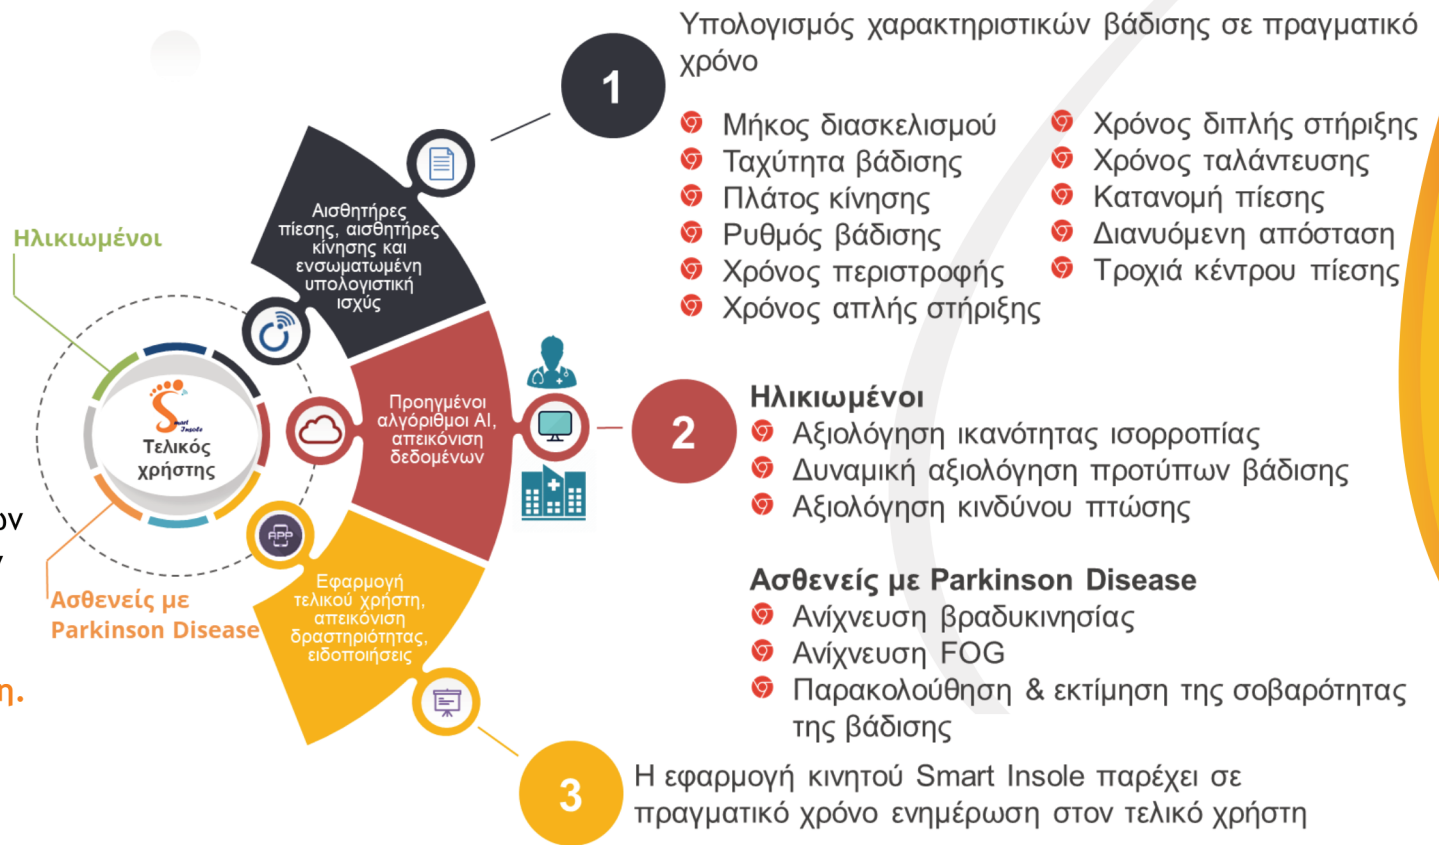 Υπολογισμός χαρακτηριστικών βάδισης σε πραγματικό
χρόνο
1
Μήκος διασκελισμού
Ταχύτητα βάδισης
Πλάτος κίνησης
Ρυθμός βάδισης
Χρόνος περιστροφής
Χρόνος απλής στήριξης
Χρόνος διπλής στήριξης
Χρόνος ταλάντευσης
Κατανομή πίεσης
Διανυόμενη απόσταση
Τροχιά κέντρου πίεσης
Αισθητήρες
πίεσης, αισθητήρες
κίνησης και
ενσωματωμένη
υπολογιστική
ισχύς
Ηλικιωμένοι
Smart
Insole
Τελικός
χρήστης
Προηγμένοι
αλγόριθμοι AI,
απεικόνιση
δεδομένων
2
Ηλικιωμένοι
Αξιολόγηση ικανότητας ισορροπίας
Δυναμική αξιολόγηση προτύπων βάδισης
Αξιολόγηση κινδύνου πτώσης
Ασθενείς με Parkinson Disease
Ανίχνευση βραδυκινησίας
Ανίχνευση FOG
Παρακολούθηση & εκτίμηση της σοβαρότητας
της βάδισης
ων
APP
Ασθενείς με
Parkinson Disease
Εφαρμογή
τελικού χρήστη,
απεικόνιση
δραστηριότητας,
ειδοποιήσεις
η.
3
Η εφαρμογή κινητού Smart Insole παρέχει σε
πραγματικό χρόνο ενημέρωση στον τελικό χρήστη